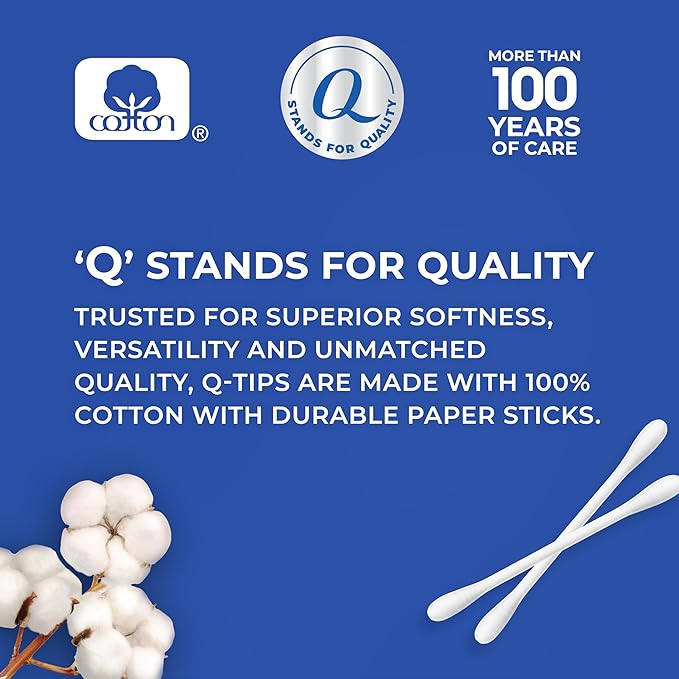 cotton
®
Q
STANDS FOR QUALITY
MORE THAN
100
YEARS
OF CARE
‘Q’ STANDS FOR QUALITY
TRUSTED FOR SUPERIOR SOFTNESS,
VERSATILITY AND UNMATCHED
QUALITY, Q-TIPS ARE MADE WITH 100%
COTTON WITH DURABLE PAPER STICKS.